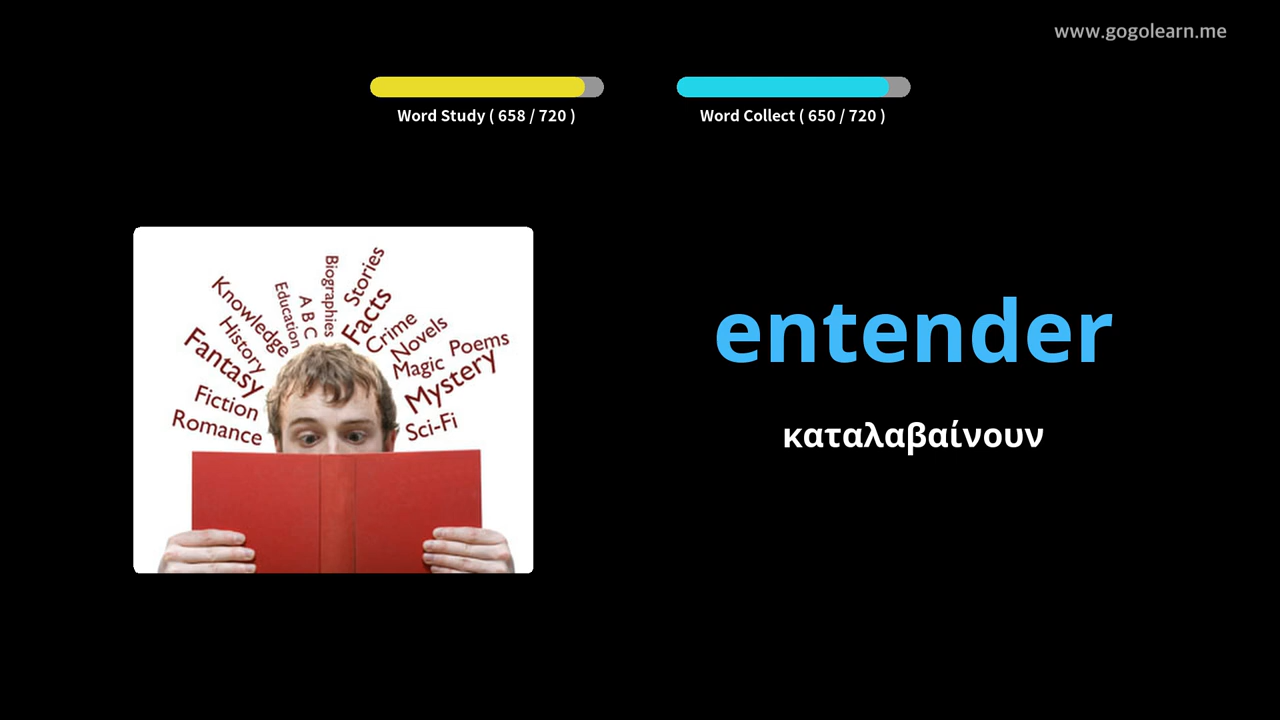 www.gogolearn.me
Word Study ( 658 / 720 )
Word Collect ( 650 / 720 )
Stories
Biographies
Facts
A B C
Education
Knowledge
Crime
Novels
History
Poems
Fantasy
Magic
Mystery
Fiction
Romance
Sci-Fi
entender
καταλαβαίνουν